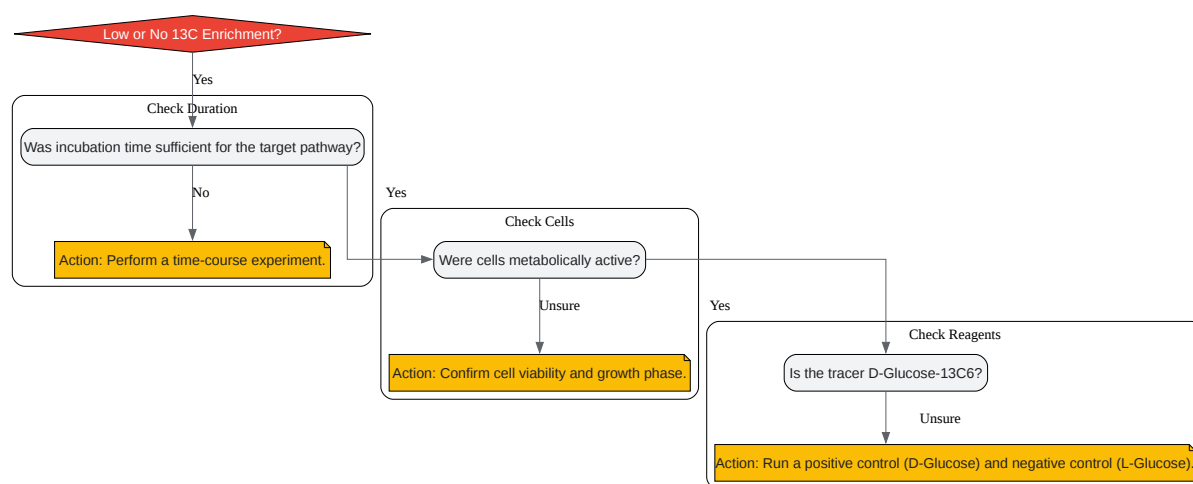 Low or No 13C Enrichment?
Yes
Check Duration
Was incubation time sufficient for the target pathway?
No
Yes
Action: Perform a time-course experiment.
Check Cells
Were cells metabolically active?
Unsure
Yes
Action: Confirm cell viability and growth phase.
Check Reagents
Is the tracer D-Glucose-13C6?
Unsure
Action: Run a positive control (D-Glucose) and negative control (L-Glucose).